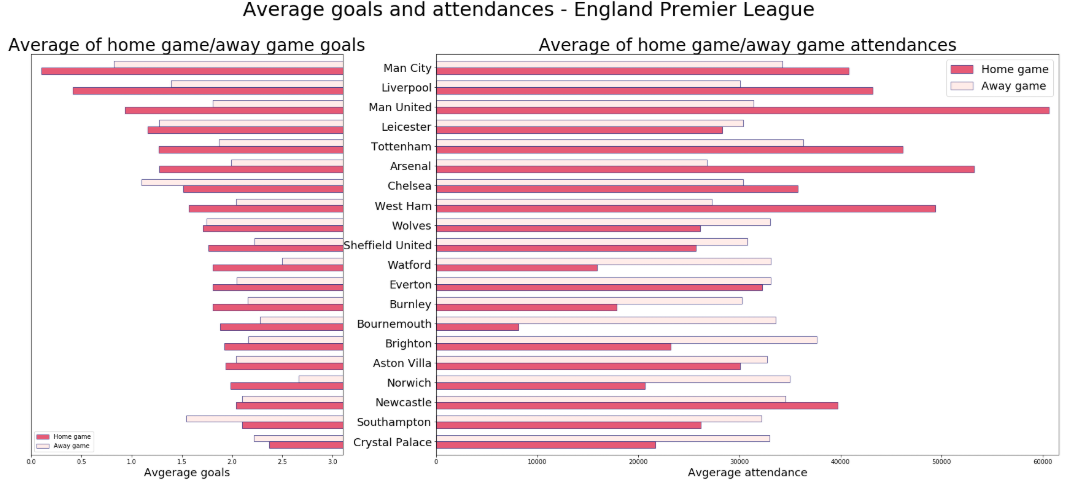 Average goals and attendances - England Premier League
Average of home game/away game goals
Average of home game/away game attendances
Man City
Liverpool
Man United
Leicester
Tottenham
Arsenal
Chelsea
West Ham
Wolves
Sheffield United
Watford
Everton
Burnley
Bournemouth
Brighton
Aston Villa
Norwich
Newcastle
Southampton
Crystal Palace
Home game
Away game
Home game
Away game
0.0 0.5 1.0 1.5 2.0 2.5 3.0
0 10000 20000 30000 40000 50000 60000
Avgerage goals
Avgerage attendance